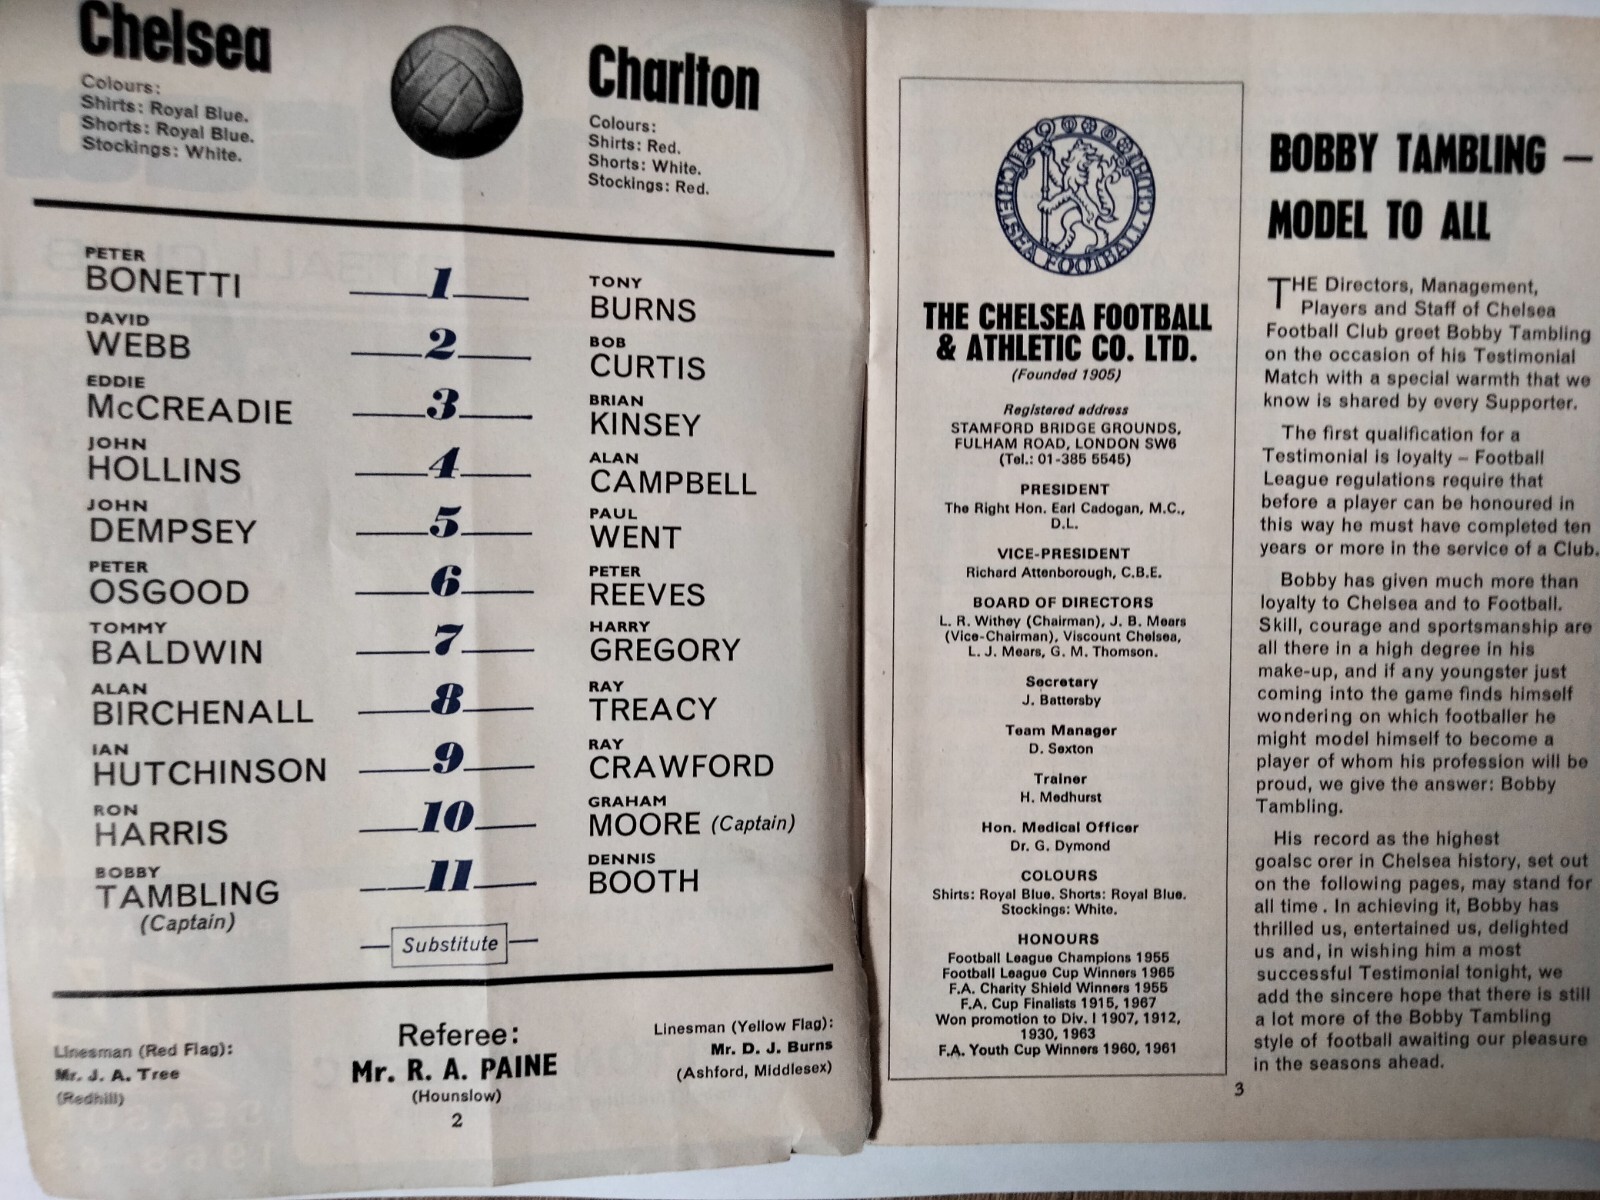 Chelsea
Colours:
Shirts: Royal Blue.
Shorts: Royal Blue.
Stockings: White.
Charlton
Colours:
Shirts: Red.
Shorts: White.
Stockings: Red.
PETER
BONETTI
1
TONY
BURNS
DAVID
WEBB
2
BOB
CURTIS
EDDIE
McCREADIE
3
BRIAN
KINSEY
JOHN
HOLLINS
4
ALAN
CAMPBELL
JOHN
DEMPSEY
5
PAUL
WENT
PETER
OSGOOD
6
PETER
REEVES
TOMMY
BALDWIN
7
HARRY
GREGORY
ALAN
BIRCHENALL
8
RAY
TREACY
IAN
HUTCHINSON
9
RAY
CRAWFORD
RON
HARRIS
10
GRAHAM
MOORE (Captain)
BOBBY
TAMBLING
(Captain)
11
DENNIS
BOOTH
Substitute
Linesman (Red Flag):
Mr. J. A. Tree
(Redhill)
Referee:
Mr. R. A. PAINE
(Hounslow)
Linesman (Yellow Flag):
Mr. D. J. Burns
(Ashford, Middlesex)
2
CHELSEA FOOTBALL CLUB
THE CHELSEA FOOTBALL
& ATHLETIC CO. LTD.
(Founded 1905)
Registered address
STAMFORD BRIDGE GROUNDS,
FULHAM ROAD, LONDON SW6
(Tel.: 01-385 5545)
PRESIDENT
The Right Hon. Earl Cadogan, M.C.,
D.L.
VICE-PRESIDENT
Richard Attenborough, C.B.E.
BOARD OF DIRECTORS
L. R. Withey (Chairman), J. B. Mears
(Vice-Chairman), Viscount Chelsea,
L. J. Mears, G. M. Thomson.
Secretary
J. Battersby
Team Manager
D. Sexton
Trainer
H. Medhurst
Hon. Medical Officer
Dr. G. Dymond
COLOURS
Shirts: Royal Blue. Shorts: Royal Blue.
Stockings: White.
HONOURS
Football League Champions 1955
Football League Cup Winners 1965
F.A. Charity Shield Winners 1955
F.A. Cup Finalists 1915, 1967
Won promotion to Div. I 1907, 1912,
1930, 1963
F.A. Youth Cup Winners 1960, 1961
BOBBY TAMBLING –
MODEL TO ALL
THE Directors, Management,
Players and Staff of Chelsea
Football Club greet Bobby Tambling
on the occasion of his Testimonial
Match with a special warmth that we
know is shared by every Supporter.
The first qualification for a
Testimonial is loyalty – Football
League regulations require that
before a player can be honoured in
this way he must have completed ten
years or more in the service of a Club.
Bobby has given much more than
loyalty to Chelsea and to Football.
Skill, courage and sportsmanship are
all there in a high degree in his
make-up, and if any youngster just
coming into the game finds himself
wondering on which footballer he
might model himself to become a
player of whom his profession will be
proud, we give the answer: Bobby
Tambling.
His record as the highest
goalsc orer in Chelsea history, set out
on the following pages, may stand for
all time . In achieving it, Bobby has
thrilled us, entertained us, delighted
us and, in wishing him a most
successful Testimonial tonight, we
add the sincere hope that there is still
a lot more of the Bobby Tambling
style of football awaiting our pleasure
in the seasons ahead.
3